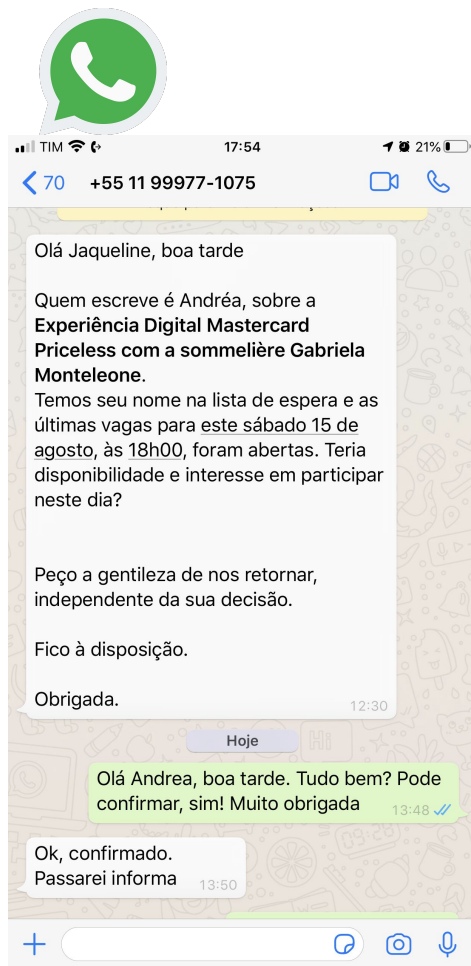 TIM 17:54 21%
70 +55 11 99977-1075
Olá Jaqueline, boa tarde
Quem escreve é Andréa, sobre a
Experiência Digital Mastercard
Priceless com a sommelière Gabriela
Monteleone.
Temos seu nome na lista de espera e as
últimas vagas para este sábado 15 de
agosto, às 18h00, foram abertas. Teria
disponibilidade e interesse em participar
neste dia?
Peço a gentileza de nos retornar,
independente da sua decisão.
Fico à disposição.
Obrigada.
12:30
Hoje
Olá Andrea, boa tarde. Tudo bem? Pode
confirmar, sim! Muito obrigada
13:48
Ok, confirmado.
Passarei informa
13:50